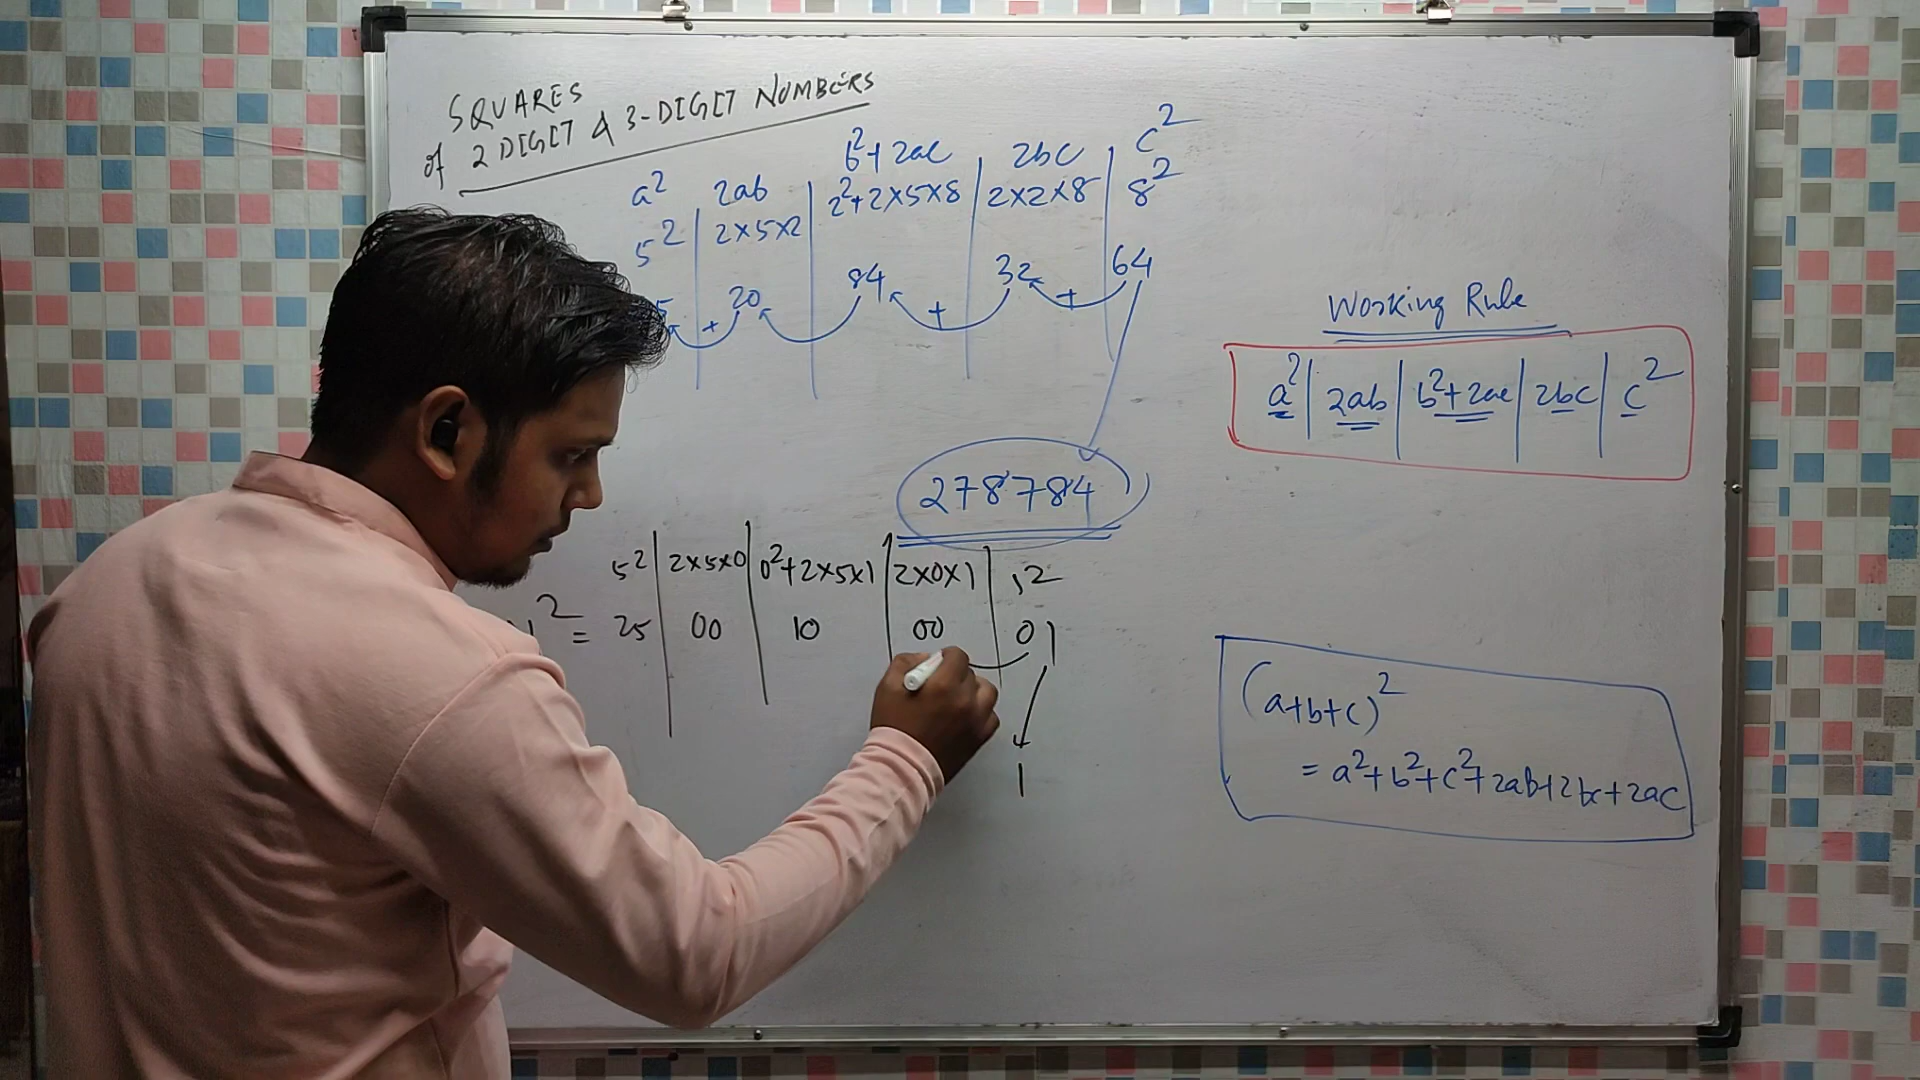 SQUARES
of 2 DIGIT & 3-DIGIT NUMBERS
a² 2ab b²+2ac 2bc c²
5² | 2×5×2 | 2²+2×5×8 | 2×2×8 | 8²
5 + 20 84 + 32 + 64
278784
5² | 2×5×0 | 0²+2×5×1 | 2×0×1 | 1²
² = 25 | 00 | 10 | 00 | 01
1
Working Rule
a² | 2ab | b²+2ac | 2bc | c²
(a+b+c)²
= a²+b²+c²+2ab+2bc+2ac